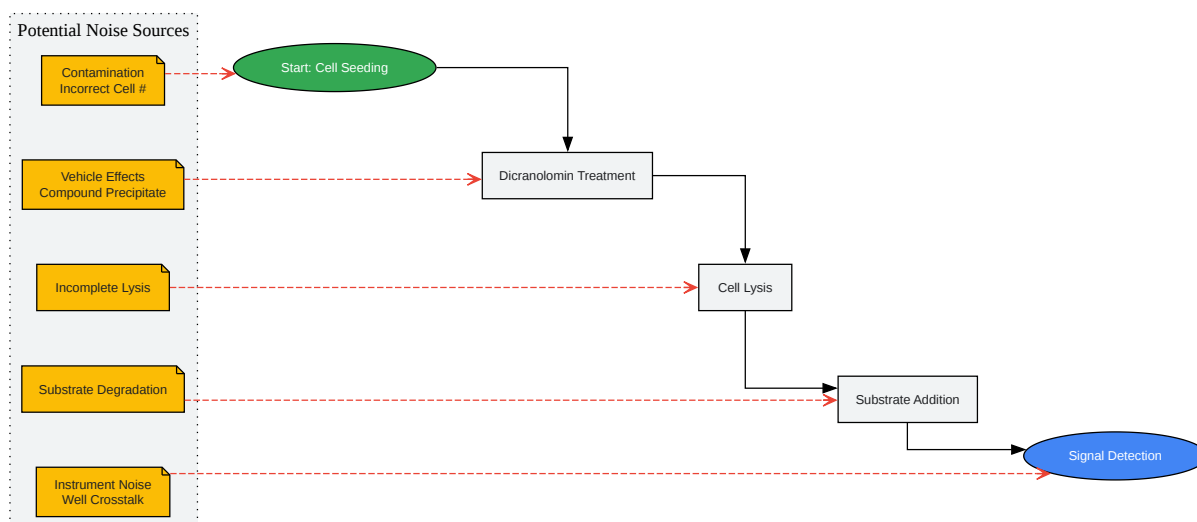 Potential Noise Sources
Contamination
Incorrect Cell #
Start: Cell Seeding
Vehicle Effects
Compound Precipitate
Dicranolomin Treatment
Incomplete Lysis
Cell Lysis
Substrate Degradation
Substrate Addition
Instrument Noise
Well Crosstalk
Signal Detection